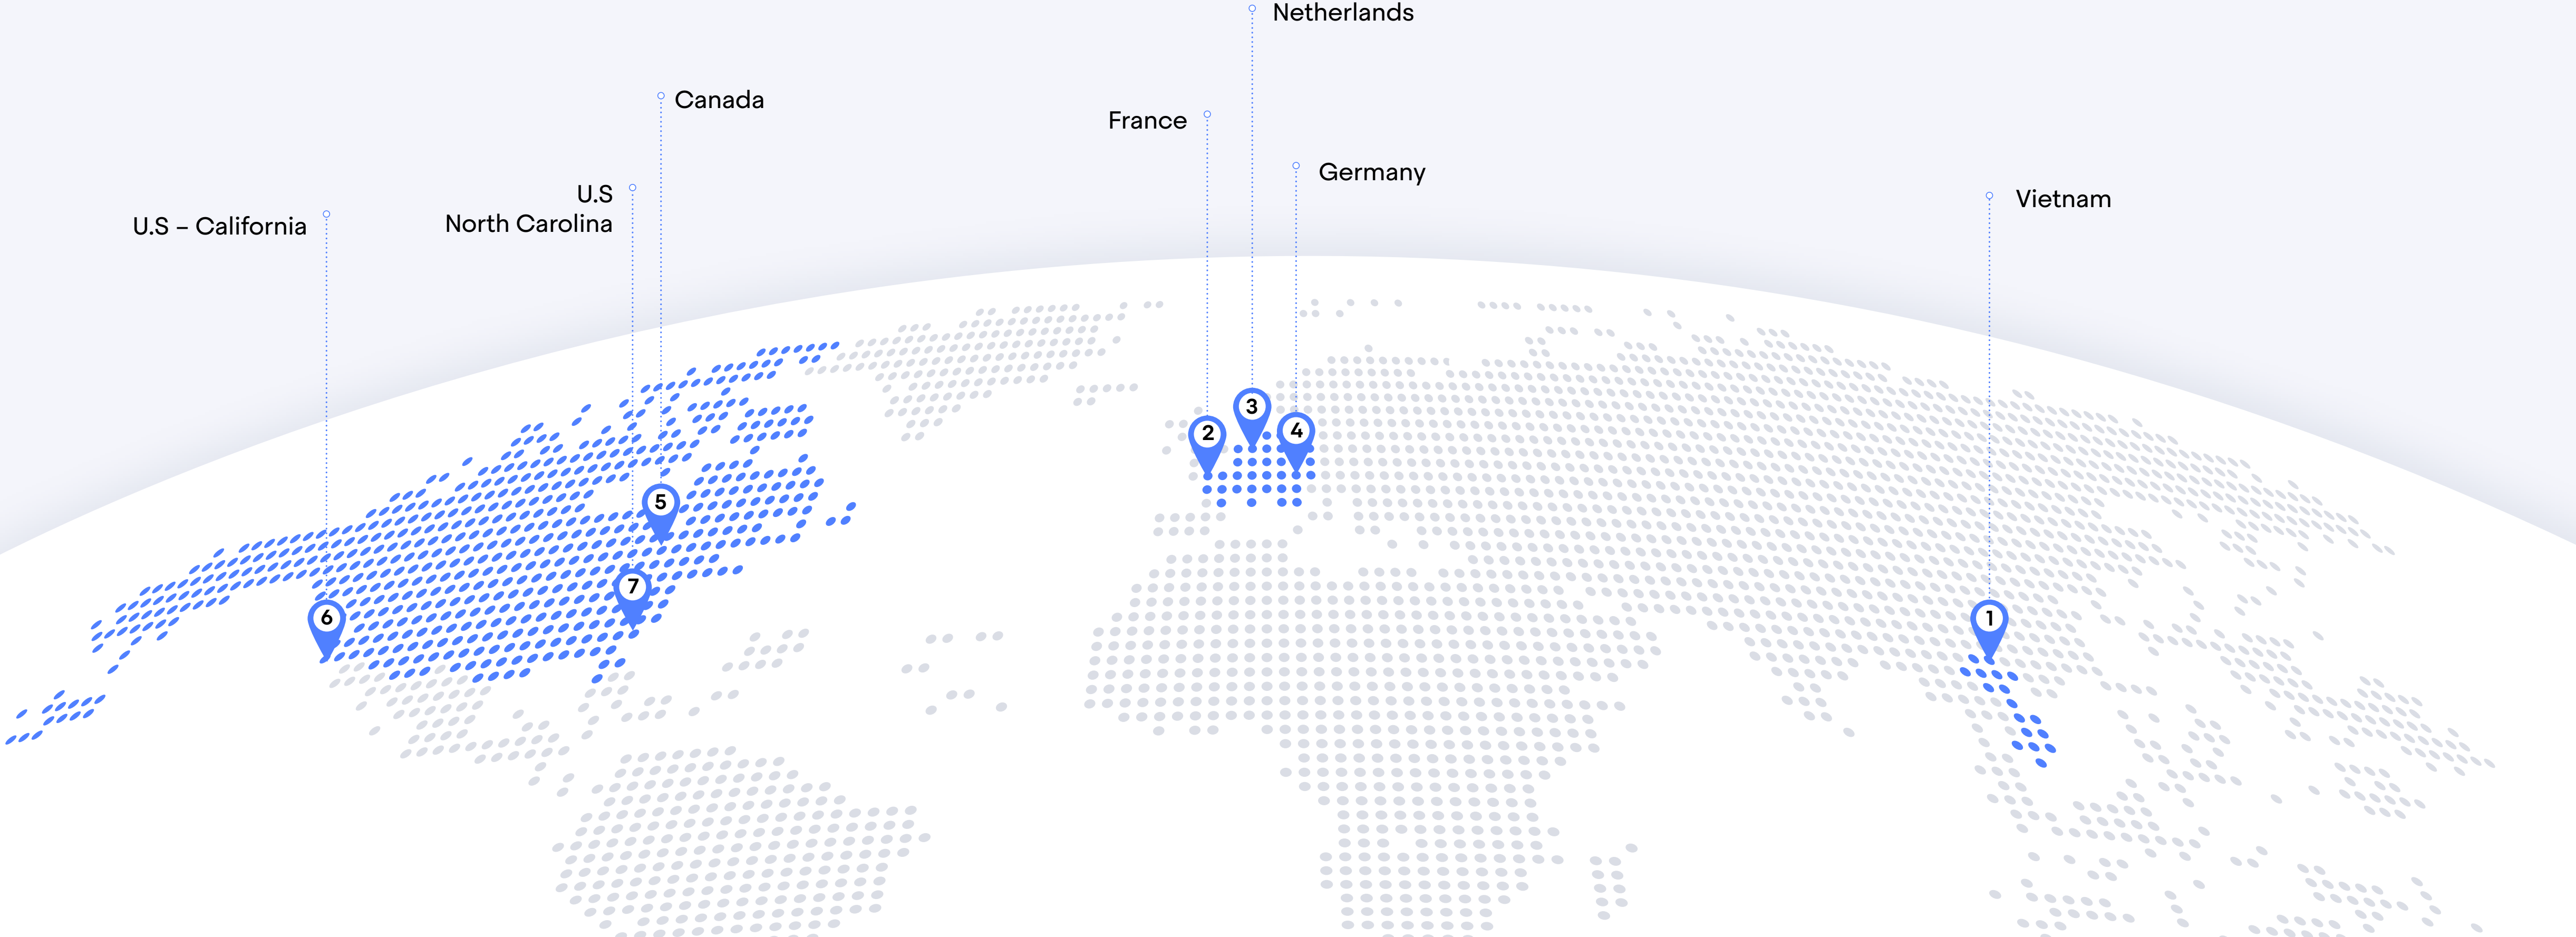 Netherlands
Canada
France
Germany
U.S
North Carolina
Vietnam
U.S – California
3
4
2
5
7
6
1